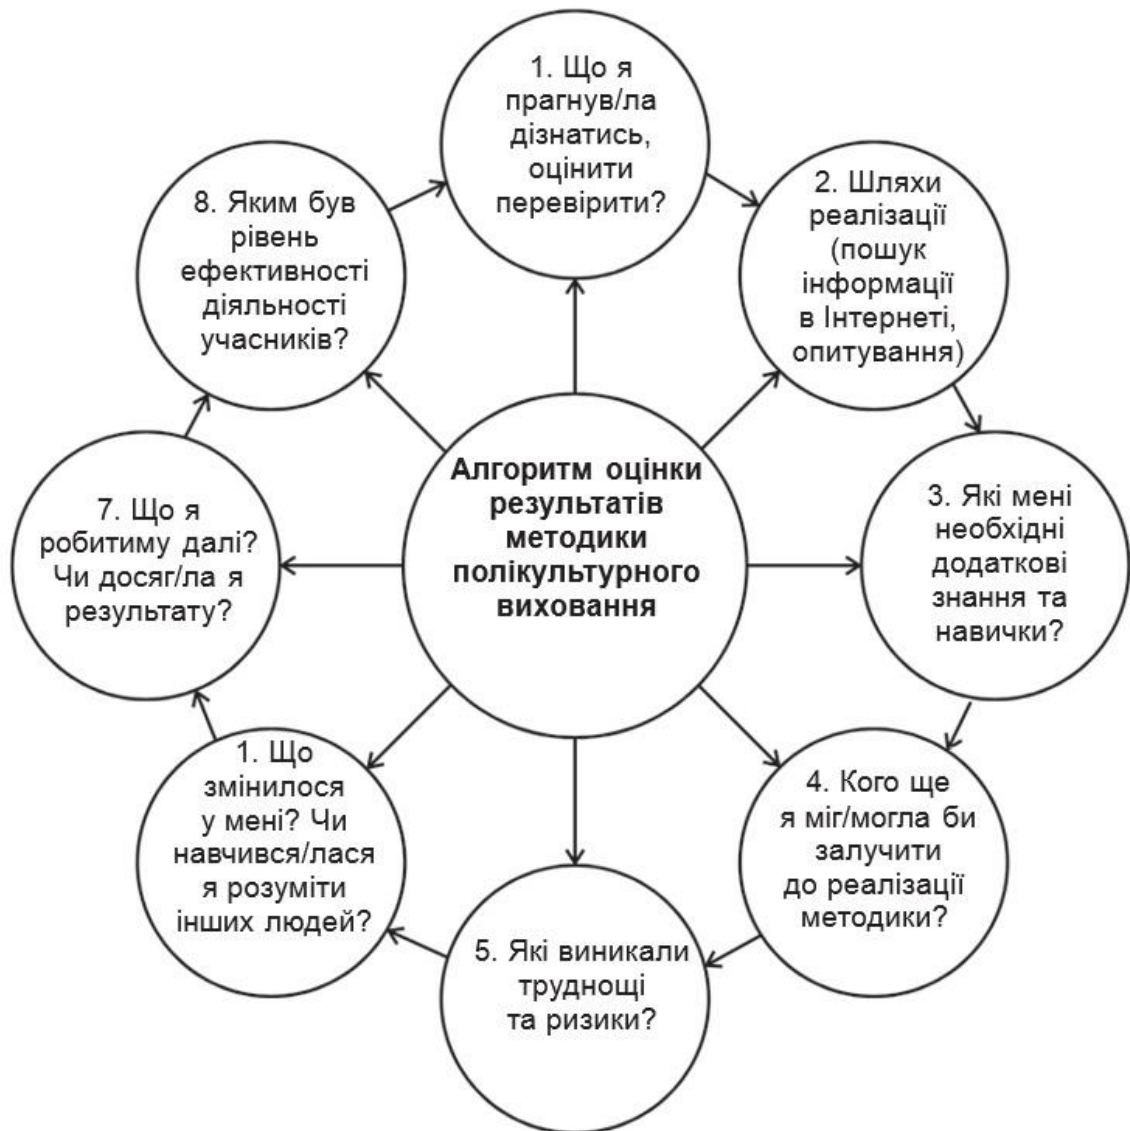 1. Що я
прагнув/ла
дізнатись,
оцінити
перевірити?
2. Шляхи
реалізації
(пошук
інформації
в Інтернеті,
опитування)
3. Які мені
необхідні
додаткові
знання та
навички?
4. Кого ще
я міг/могла би
залучити
до реалізації
методики?
5. Які виникали
труднощі
та ризики?
1. Що
змінилося
у мені? Чи
навчився/лася
я розуміти
інших людей?
7. Що я
робитиму далі?
Чи досяг/ла я
результату?
8. Яким був
рівень
ефективності
діяльності
учасників?
Алгоритм оцінки
результатів
методики
полікультурного
виховання